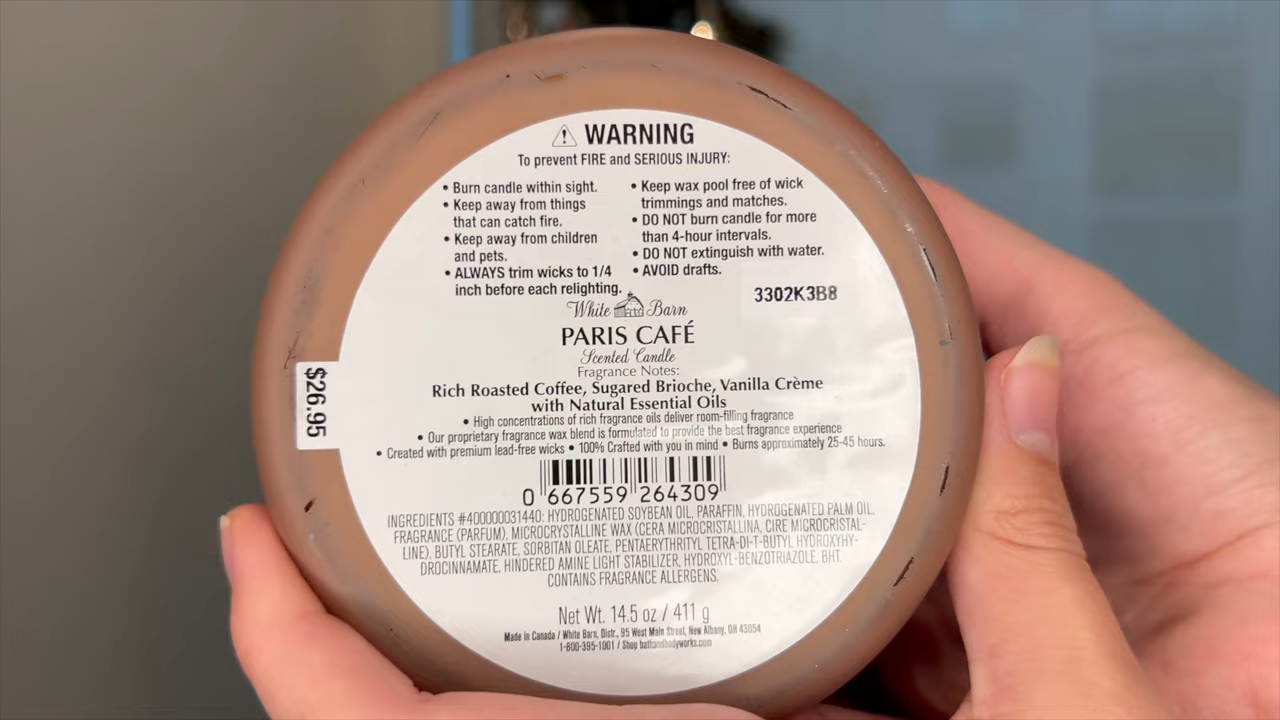 WARNING
To prevent FIRE and SERIOUS INJURY:
• Burn candle within sight.
• Keep away from things
that can catch fire.
• Keep away from children
and pets.
• ALWAYS trim wicks to 1/4
inch before each relighting.
• Keep wax pool free of wick
trimmings and matches.
• DO NOT burn candle for more
than 4-hour intervals.
• DO NOT extinguish with water.
• AVOID drafts.
3302K3B8
White Barn
PARIS CAFÉ
Scented Candle
Fragrance Notes:
Rich Roasted Coffee, Sugared Brioche, Vanilla Crème
with Natural Essential Oils
• High concentrations of rich fragrance oils deliver room-filling fragrance
• Our proprietary fragrance wax blend is formulated to provide the best fragrance experience
• Created with premium lead-free wicks • 100% Crafted with you in mind • Burns approximately 25-45 hours.
$26.95
0 667559 264309
INGREDIENTS #400000031440: HYDROGENATED SOYBEAN OIL, PARAFFIN, HYDROGENATED PALM OIL,
FRAGRANCE (PARFUM), MICROCRYSTALLINE WAX (CERA MICROCRISTALLINA, CIRE MICROCRISTAL-
LINE), BUTYL STEARATE, SORBITAN OLEATE, PENTAERYTHRITYL TETRA-DI-T-BUTYL HYDROXYHY-
DROCINNAMATE, HINDERED AMINE LIGHT STABILIZER, HYDROXYL-BENZOTRIAZOLE, BHT.
CONTAINS FRAGRANCE ALLERGENS.
Net Wt. 14.5 oz / 411 g
Made in Canada / White Barn, Distr., 95 West Main Street, New Albany, OH 43054
1-800-395-1001 / Shop bathandbodyworks.com